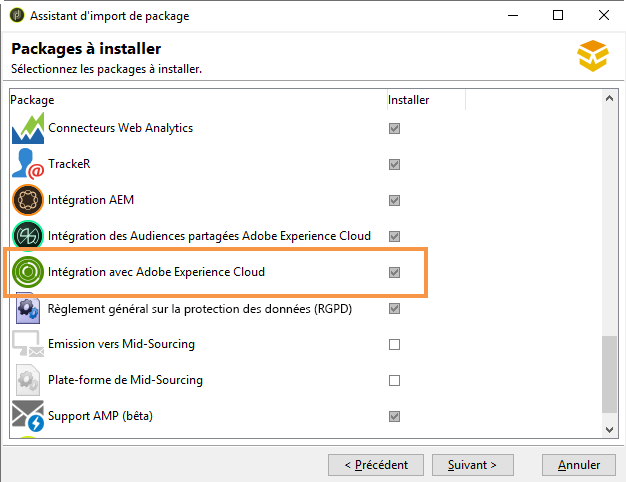 Assistant d'import de package
Packages à installer
Sélectionnez les packages à installer.
Package Installer
Connecteurs Web Analytics
TrackeR
Intégration AEM
Intégration des Audiences partagées Adobe Experience Cloud
Intégration avec Adobe Experience Cloud
Règlement général sur la protection des données (RGPD)
Emission vers Mid-Sourcing
Plate-forme de Mid-Sourcing
Support AMP (bêta)
< Précédent Suivant > Annuler